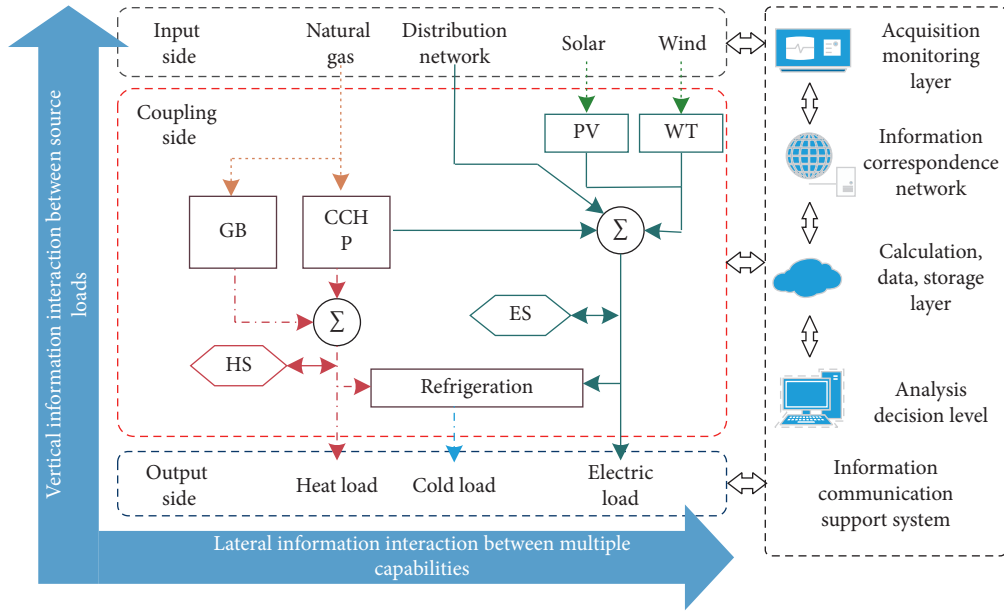 Input
side
Natural
gas
Distribution
network
Solar
Wind
Coupling
side
PV
WT
GB
CCH
P
Σ
Σ
ES
HS
Refrigeration
Output
side
Heat load
Cold load
Electric
load
Vertical information interaction between source
loads
Lateral information interaction between multiple
capabilities
Acquisition
monitoring
layer
Information
correspondence
network
Calculation,
data, storage
layer
Analysis
decision level
Information
communication
support system